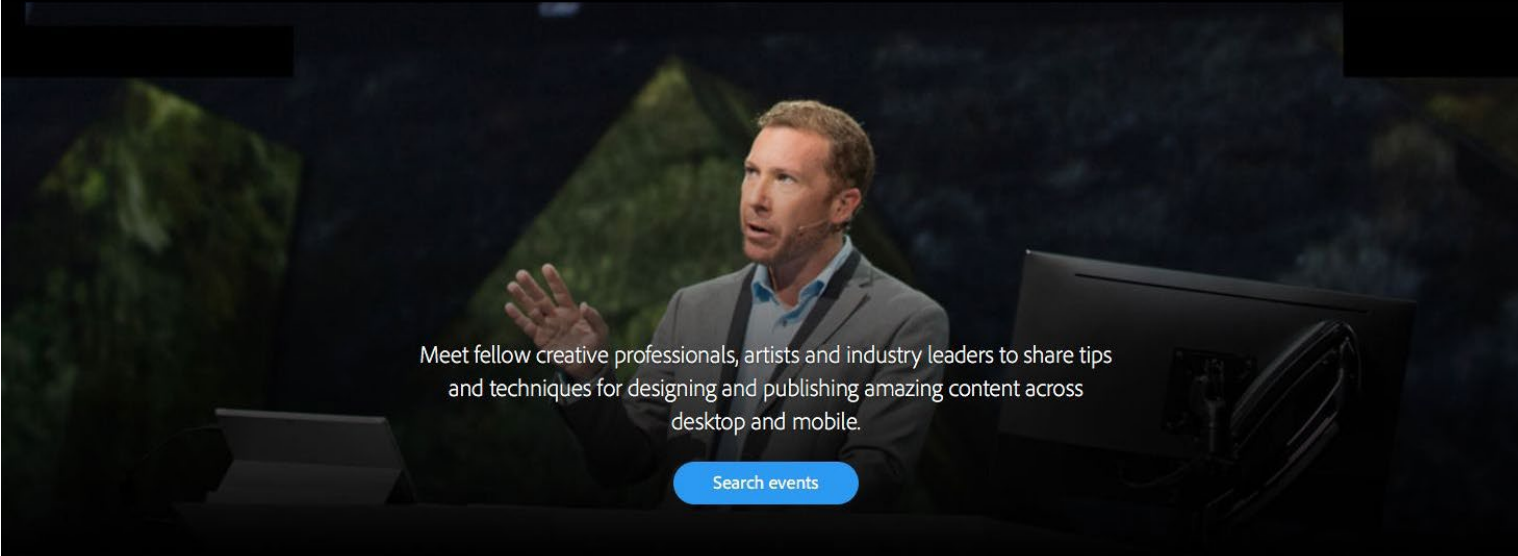 Meet fellow creative professionals, artists and industry leaders to share tips
and techniques for designing and publishing amazing content across
desktop and mobile.
Search events